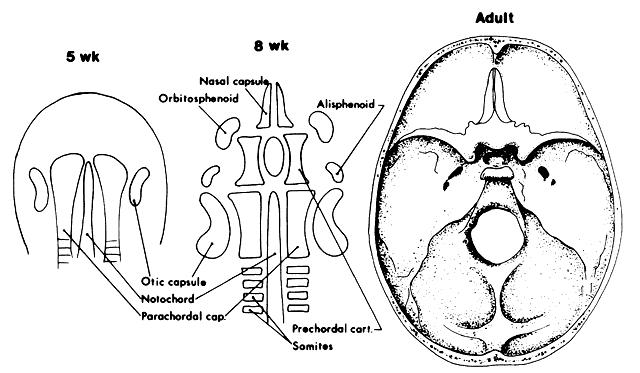 Adult
8 wk
5 wk
Nasal capsule
Orbitosphenoid
Alisphenoid
Otic capsule
Notochord
Parachordal cap.
Prechordal cart.
Somites